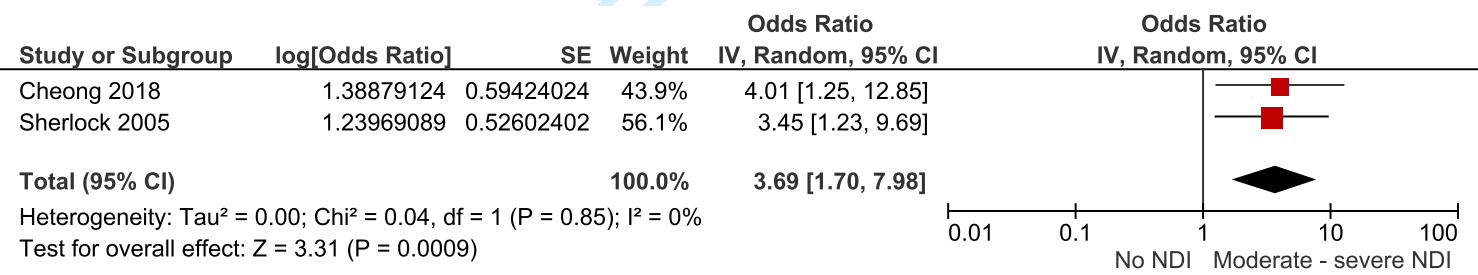 Odds Ratio Odds Ratio
Study or Subgroup log[Odds Ratio] SE Weight IV, Random, 95% CI IV, Random, 95% CI
Cheong 2018 1.38879124 0.59424024 43.9% 4.01 [1.25, 12.85]
Sherlock 2005 1.23969089 0.52602402 56.1% 3.45 [1.23, 9.69]
Total (95% CI) 100.0% 3.69 [1.70, 7.98]
Heterogeneity: Tau² = 0.00; Chi² = 0.04, df = 1 (P = 0.85); I² = 0%
Test for overall effect: Z = 3.31 (P = 0.0009)
0.01 0.1 1 10 100
No NDI Moderate - severe NDI